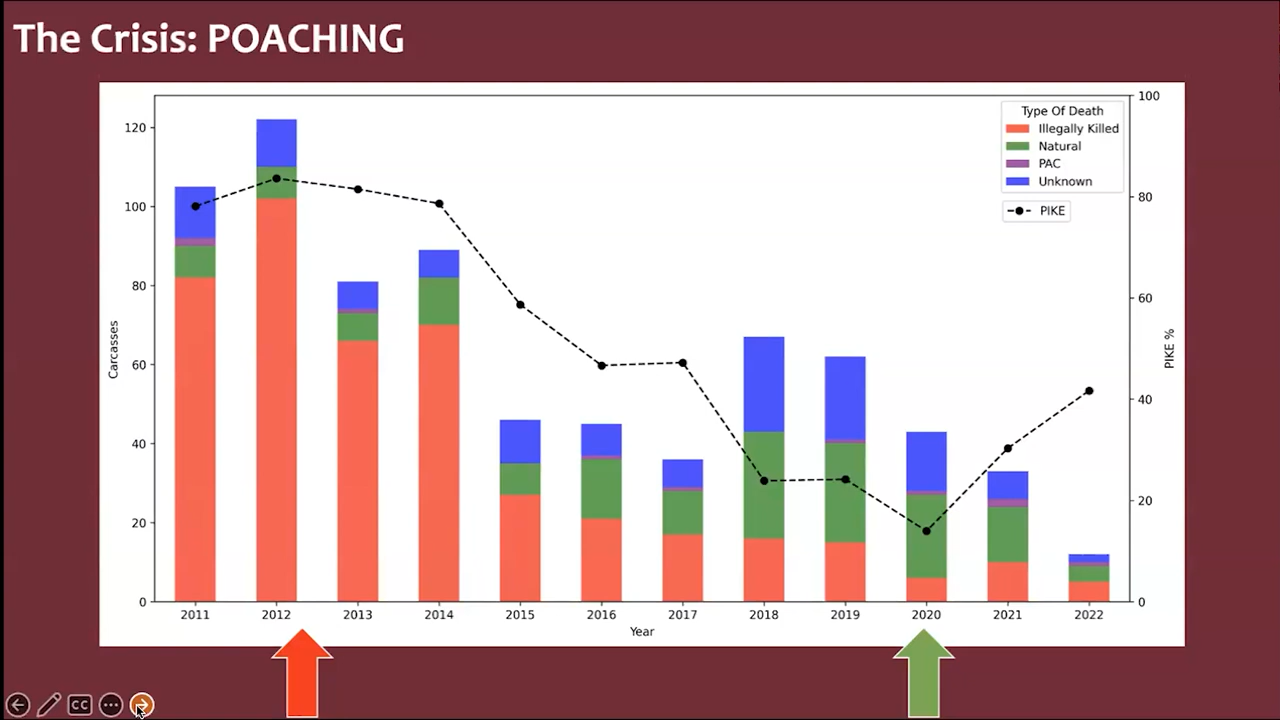 The Crisis: POACHING
Type Of Death
Illegally Killed
Natural
PAC
Unknown
PIKE
120
100
80
60
40
20
0
Carcasses
100
80
60
40
20
0
PIKE %
2011 2012 2013 2014 2015 2016 2017 2018 2019 2020 2021 2022
Year
CC